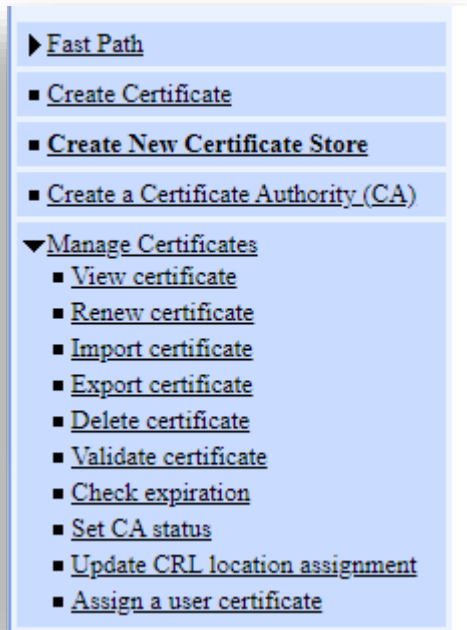 Fast Path
Create Certificate
Create New Certificate Store
Create a Certificate Authority (CA)
Manage Certificates
View certificate
Renew certificate
Import certificate
Export certificate
Delete certificate
Validate certificate
Check expiration
Set CA status
Update CRL location assignment
Assign a user certificate